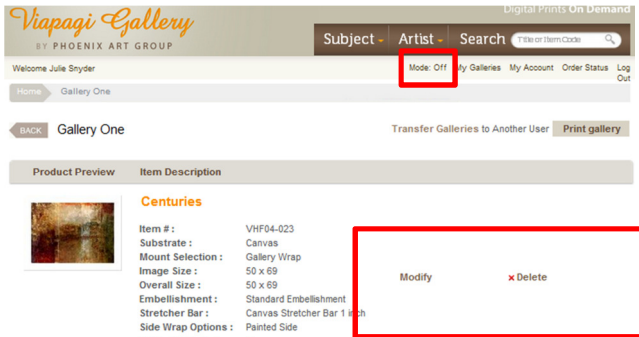 Digital Prints On Demand
Viapagi Gallery
BY PHOENIX ART GROUP
Subject Artist Search Title or Item Code
Welcome Julie Snyder
Mode: Off My Galleries My Account Order Status Log Out
Home Gallery One
BACK Gallery One
Transfer Galleries to Another User Print gallery
Product Preview Item Description
Centuries
Item # : VHF04-023
Substrate : Canvas
Mount Selection : Gallery Wrap
Image Size : 50 x 69
Overall Size : 50 x 69
Modify Delete
Embellishment : Standard Embellishment
Stretcher Bar : Canvas Stretcher Bar 1 inch
Side Wrap Options : Painted Side